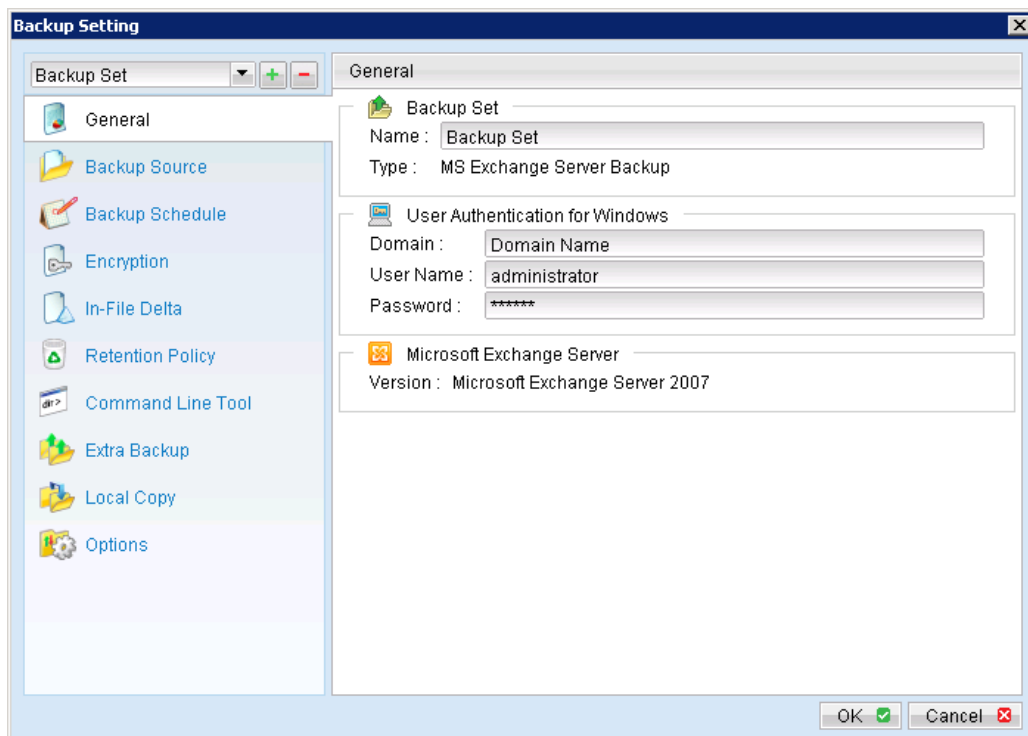 Backup Setting
Backup Set
General
Backup Source
Backup Schedule
Encryption
In-File Delta
Retention Policy
Command Line Tool
Extra Backup
Local Copy
Options
General
Backup Set
Name : Backup Set
Type : MS Exchange Server Backup
User Authentication for Windows
Domain : Domain Name
User Name : administrator
Password : ******
Microsoft Exchange Server
Version : Microsoft Exchange Server 2007
OK
Cancel